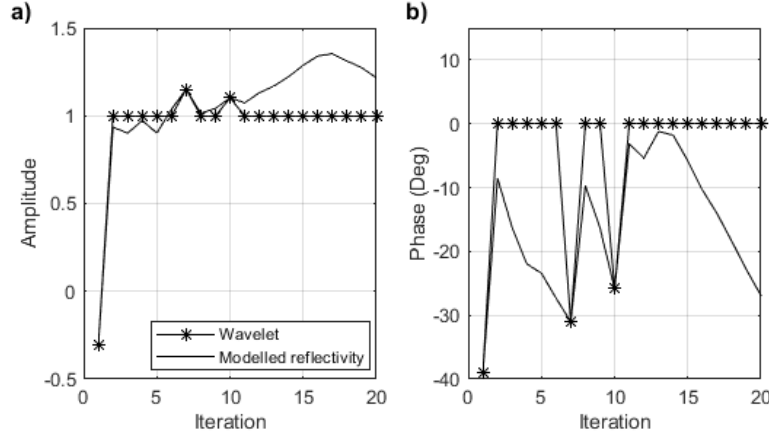 a)
1.5
1
0.5
0
-0.5
Amplitude
0 5 10 15 20
Iteration
Wavelet
Modelled reflectivity
b)
10
0
-10
-20
-30
-40
Phase (Deg)
0 5 10 15 20
Iteration